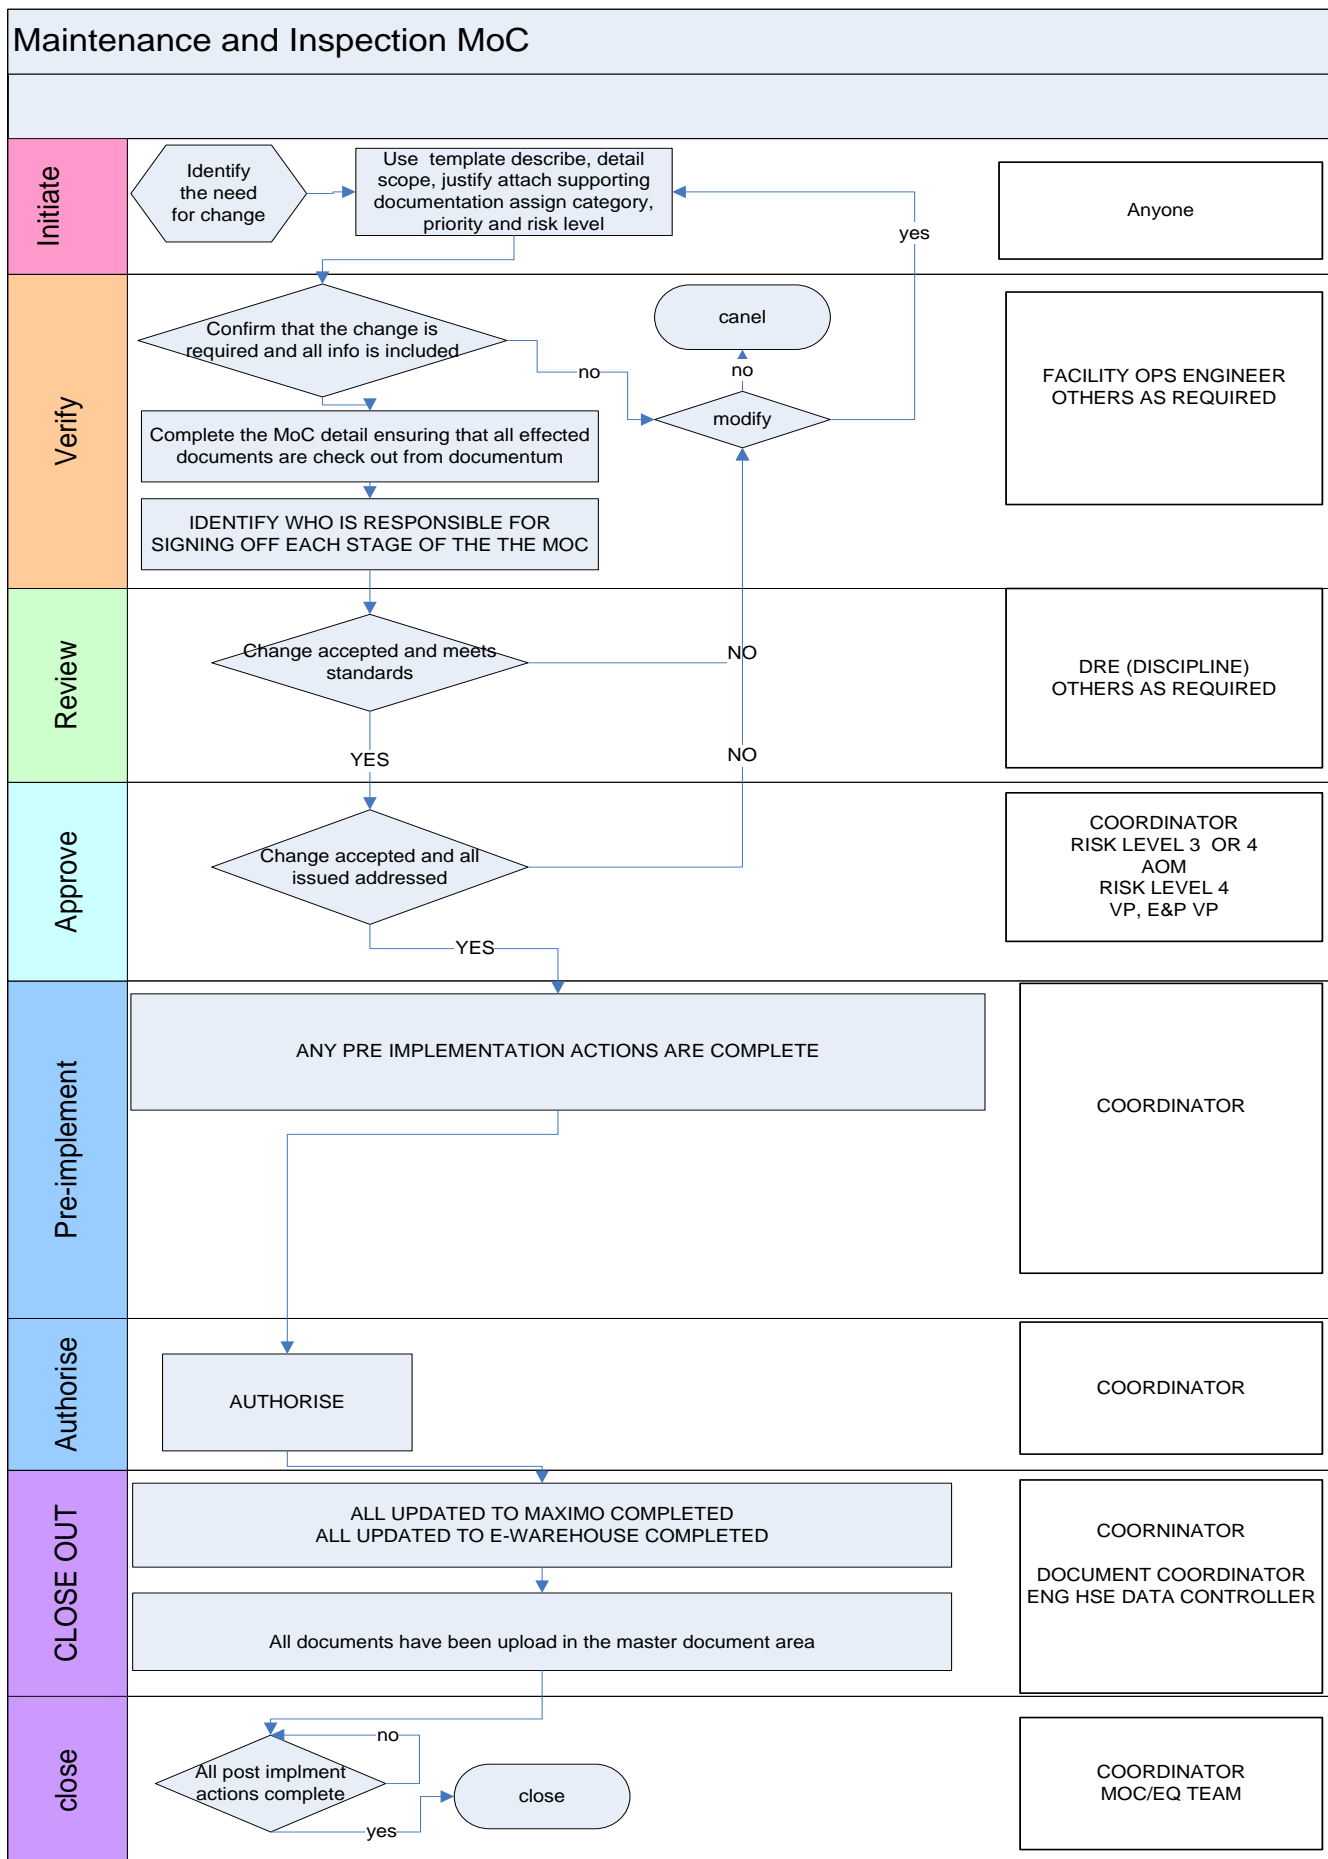 Maintenance and Inspection MoC
Initiate
Identify
the need
for change
Use  template describe, detail
scope, justify attach supporting
documentation assign category,
priority and risk level
yes
Anyone
Verify
Confirm that the change is
required and all info is included
no
canel
no
modify
Complete the MoC detail ensuring that all effected
documents are check out from documentum
IDENTIFY WHO IS RESPONSIBLE FOR
SIGNING OFF EACH STAGE OF THE THE MOC
FACILITY OPS ENGINEER
OTHERS AS REQUIRED
Review
Change accepted and meets
standards
NO
YES
NO
DRE (DISCIPLINE)
OTHERS AS REQUIRED
Approve
Change accepted and all
issued addressed
YES
COORDINATOR
RISK LEVEL 3  OR 4
AOM
RISK LEVEL 4
VP, E&P VP
Pre-implement
ANY PRE IMPLEMENTATION ACTIONS ARE COMPLETE
COORDINATOR
Authorise
AUTHORISE
COORDINATOR
CLOSE OUT
ALL UPDATED TO MAXIMO COMPLETED
ALL UPDATED TO E-WAREHOUSE COMPLETED
All documents have been upload in the master document area
COORNINATOR
DOCUMENT COORDINATOR
ENG HSE DATA CONTROLLER
close
no
All post implment
actions complete
yes
close
COORDINATOR
MOC/EQ TEAM